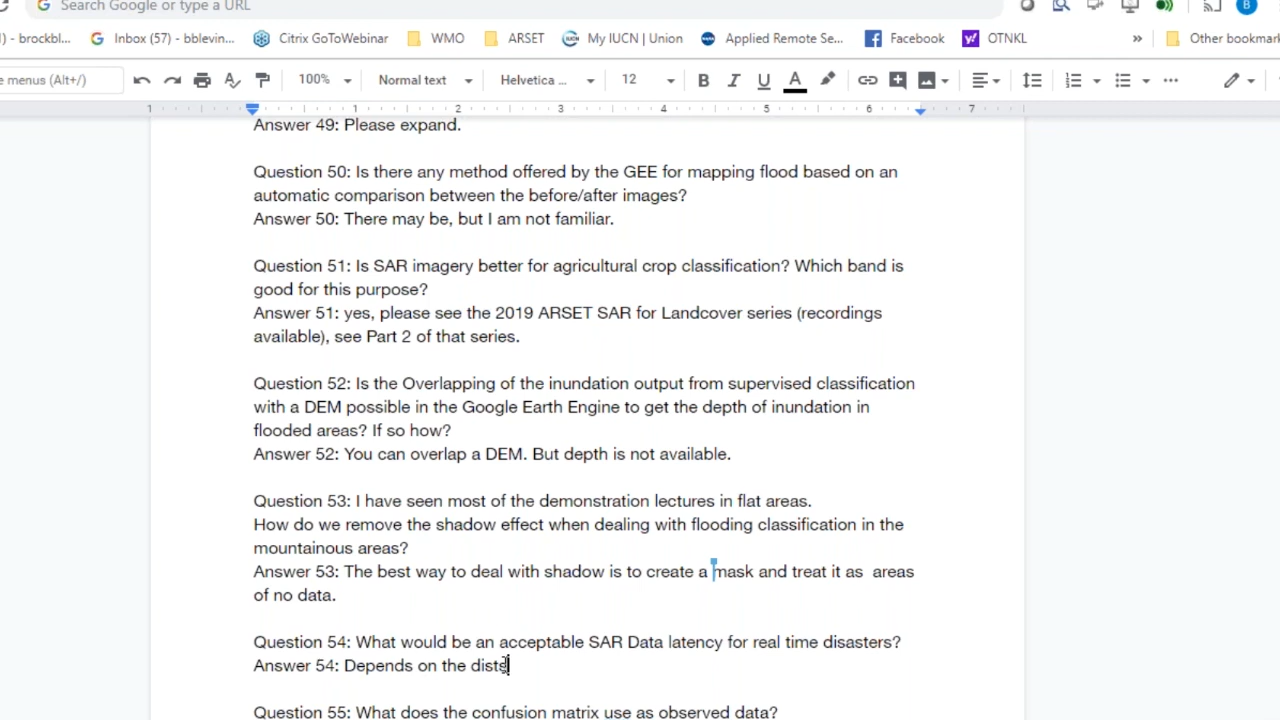 Search Google or type a URL
) - brockbl... Inbox (57) - bblevin... Citrix GoToWebinar WMO ARSET My IUCN | Union Applied Remote Se... Facebook OTNKL » Other bookmark
e menus (Alt+/) 100% Normal text Helvetica ... 12 B I U A
1 1 2 3 4 5 6 7
Answer 49: Please expand.
Question 50: Is there any method offered by the GEE for mapping flood based on an
automatic comparison between the before/after images?
Answer 50: There may be, but I am not familiar.
Question 51: Is SAR imagery better for agricultural crop classification? Which band is
good for this purpose?
Answer 51: yes, please see the 2019 ARSET SAR for Landcover series (recordings
available), see Part 2 of that series.
Question 52: Is the Overlapping of the inundation output from supervised classification
with a DEM possible in the Google Earth Engine to get the depth of inundation in
flooded areas? If so how?
Answer 52: You can overlap a DEM. But depth is not available.
Question 53: I have seen most of the demonstration lectures in flat areas.
How do we remove the shadow effect when dealing with flooding classification in the
mountainous areas?
Answer 53: The best way to deal with shadow is to create a mask and treat it as  areas
of no data.
Question 54: What would be an acceptable SAR Data latency for real time disasters?
Answer 54: Depends on the dists
Question 55: What does the confusion matrix use as observed data?